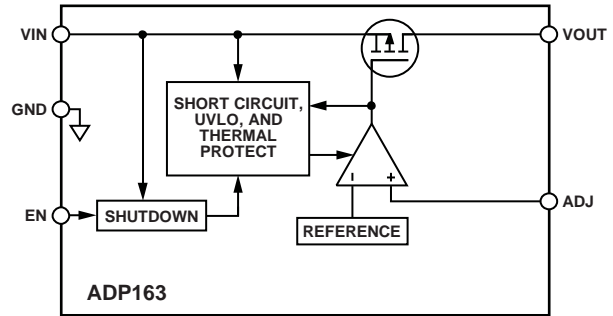 VIN
VOUT
GND
SHORT CIRCUIT,
UVLO, AND
THERMAL
PROTECT
EN
SHUTDOWN
– +
REFERENCE
ADJ
ADP163